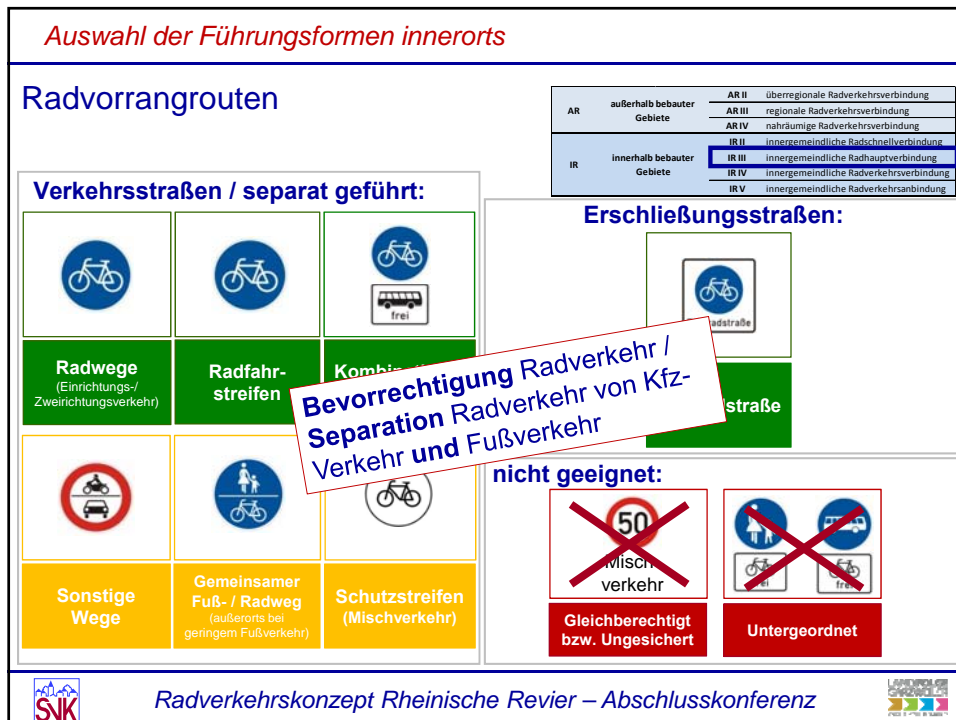 Auswahl der Führungsformen innerorts
Radvorrangrouten
AR
außerhalb bebauter
Gebiete
AR II überregionale Radverkehrsverbindung
AR III regionale Radverkehrsverbindung
AR IV nahräumige Radverkehrsverbindung
IR
innerhalb bebauter
Gebiete
IR II innergemeindliche Radschnellverbindung
IR III innergemeindliche Radhauptverbindung
IR IV innergemeindliche Radverkehrsverbindung
IR V innergemeindliche Radverkehrsanbindung
Verkehrsstraßen / separat geführt:
frei
Radwege
(Einrichtungs-/
Zweirichtungsverkehr)
Radfahr-
streifen
Sonstige
Wege
Gemeinsamer
Fuß- / Radweg
(außerorts bei
geringem Fußverkehr)
Schutzstreifen
(Mischverkehr)
Bevorrechtigung Radverkehr /
Separation Radverkehr von Kfz-
Verkehr und Fußverkehr
Erschließungsstraßen:
adstraße
dstraße
nicht geeignet:
50
Misch
verkehr
frei
frei
Gleichberechtigt
bzw. Ungesichert
Untergeordnet
SVK
Radverkehrskonzept Rheinische Revier – Abschlusskonferenz